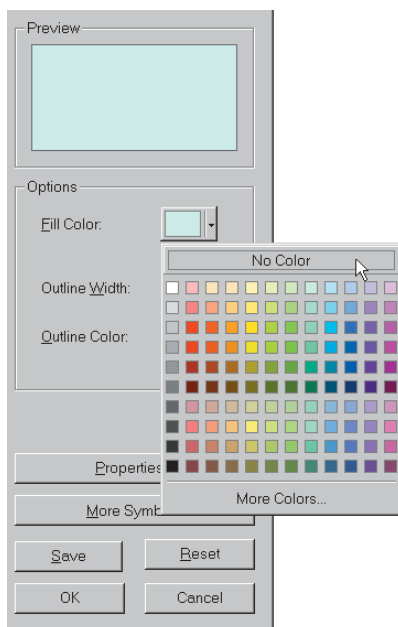 Preview
Options
Fill Color:
No Color
Outline Width:
Outline Color:
More Colors...
Properties
More Symb
Save
Reset
OK
Cancel